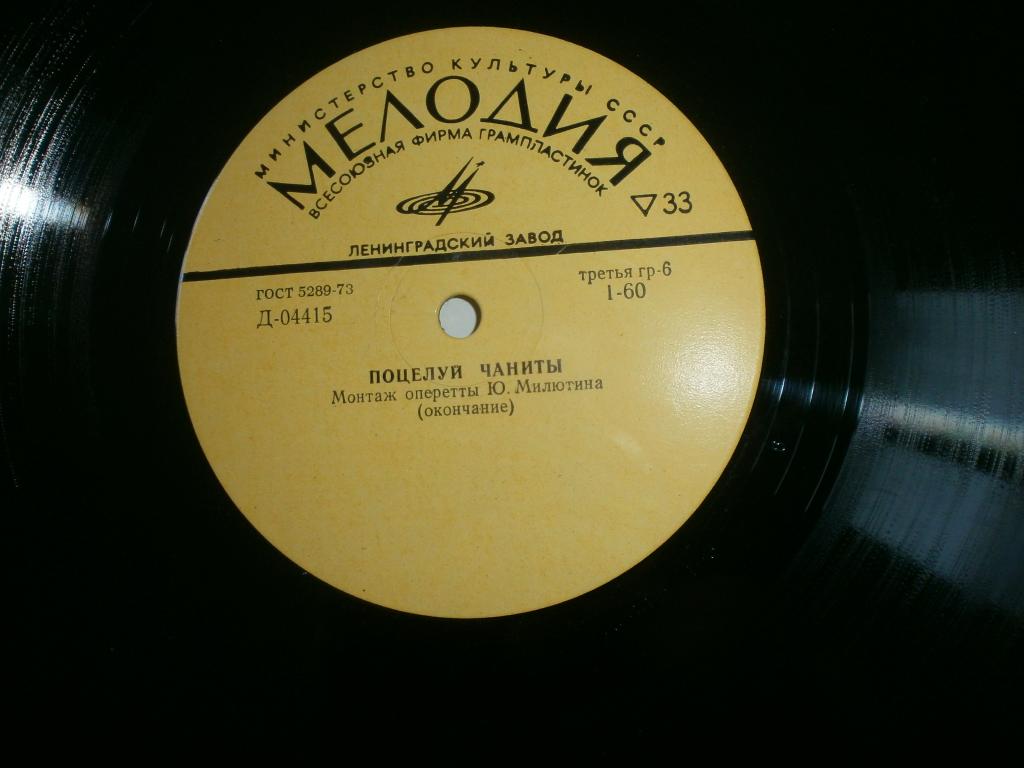 МИНИСТЕРСТВО КУЛЬТУРЫ СССР
МЕЛОДИЯ
ВСЕСОЮЗНАЯ ФИРМА ГРАМПЛАСТИНОК
33
ЛЕНИНГРАДСКИЙ ЗАВОД
ГОСТ 5289-73
Д-04415
третья гр-6
1-60
ПОЦЕЛУЙ ЧАНИТЫ
Монтаж оперетты Ю. Милютина
(окончание)